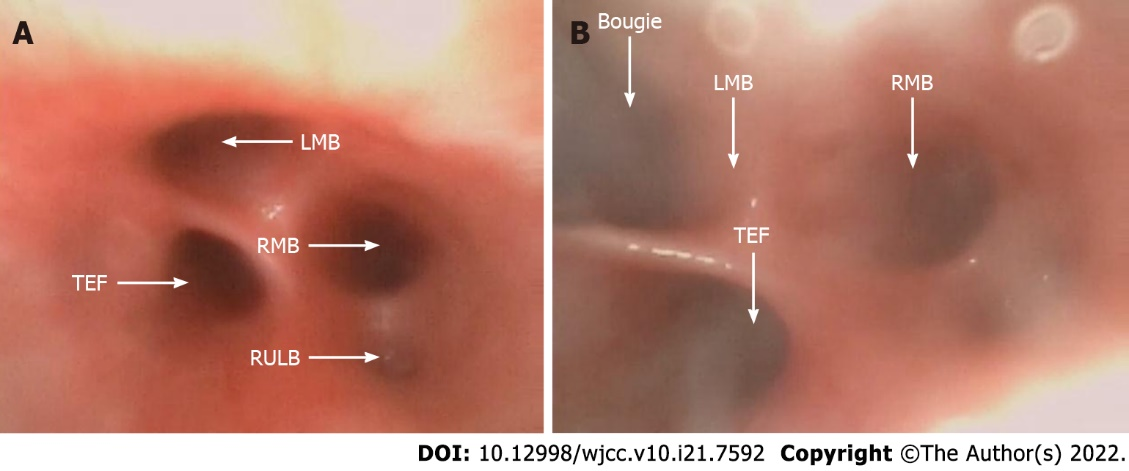 A
LMB
RMB
TEF
RULB
B
Bougie
LMB
RMB
TEF
DOI: 10.12998/wjcc.v10.i21.7592 Copyright ©The Author(s) 2022.